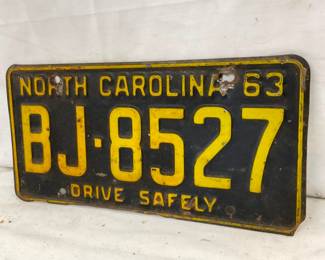 NORTH CAROLINA 63
BJ·8527
DRIVE SAFELY